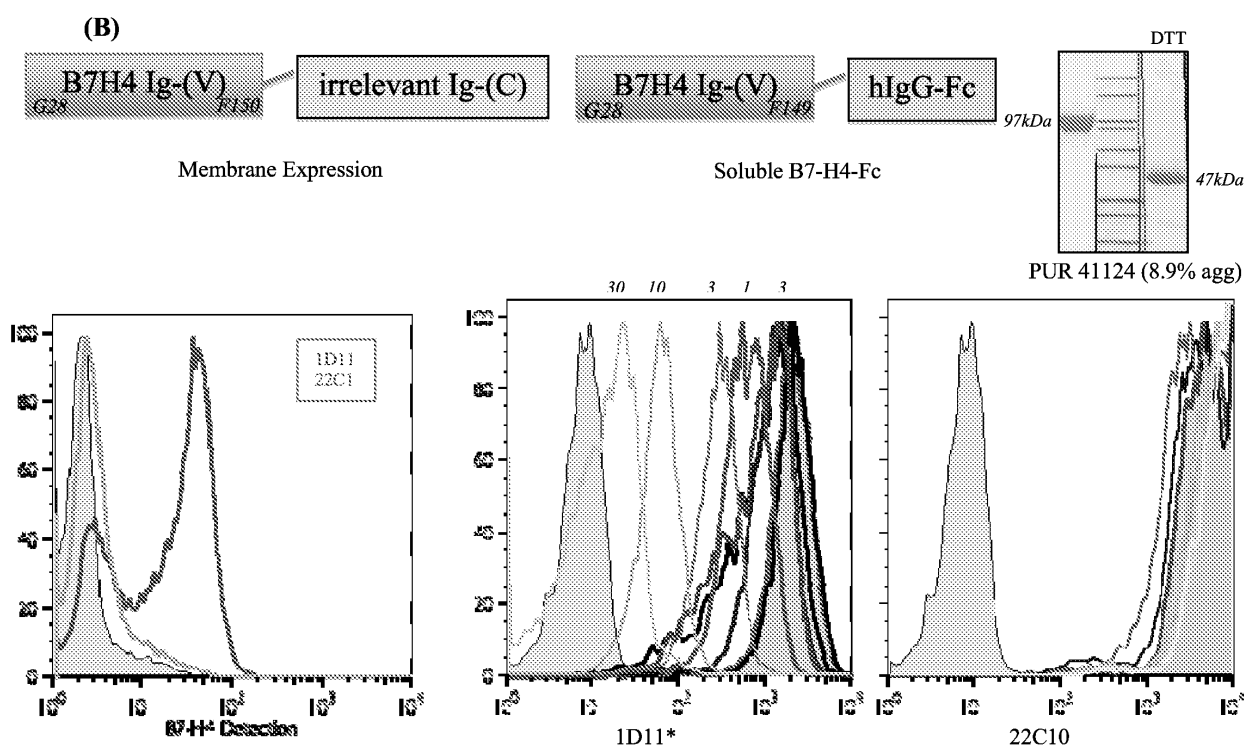 (B)
DTT
B7H4 Ig-(V)
G28
F150
irrelevant Ig-(C)
B7H4 Ig-(V)
G28
F149
hIgG-Fc
97kDa
47kDa
Membrane Expression
Soluble B7-H4-Fc
PUR 41124 (8.9% agg)
30 10 3 1 3
1D11
22C1
B7-H4 Detection
1D11*
22C10